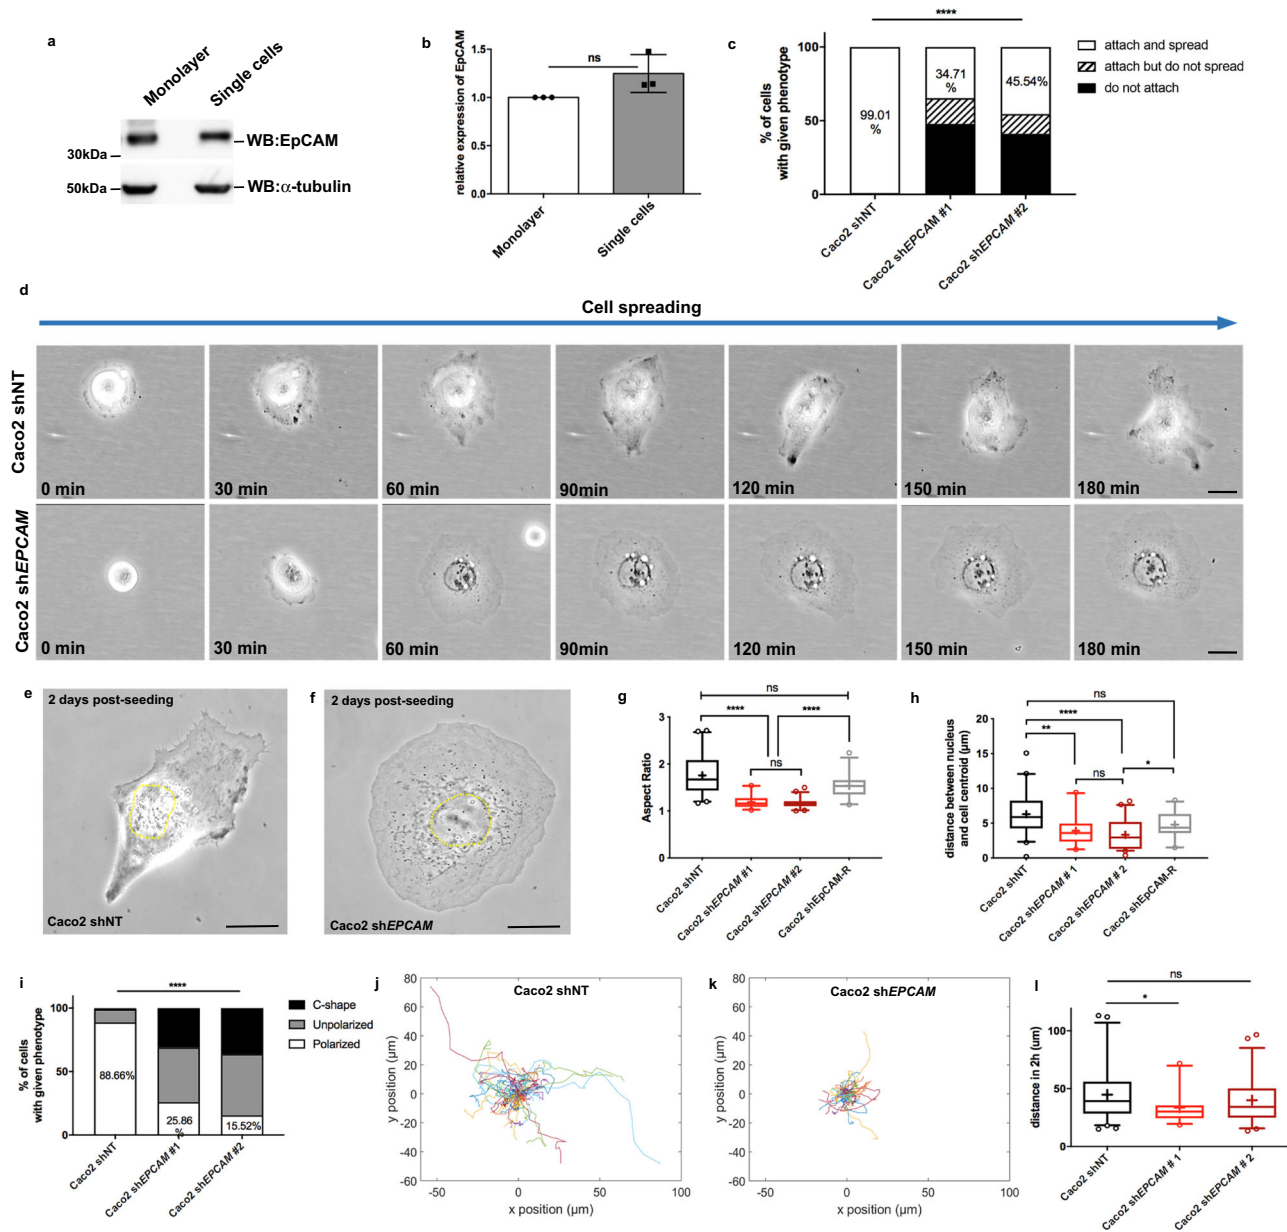 a
Monolayer
Single cells
30kDa
WB:EpCAM
50kDa
WB:α-tubulin
b
relative expression of EpCAM
1.5
1.0
0.5
0.0
ns
Monolayer
Single cells
c
% of cells
with given phenotype
100
50
0
****
99.01
%
34.71
%
45.54%
Caco2 shNT
Caco2 shEPCAM #1
Caco2 shEPCAM #2
attach and spread
attach but do not spread
do not attach
d
Cell spreading
Caco2 shNT
0 min
30 min
60 min
90min
120 min
150 min
180 min
Caco2 shEPCAM
0 min
30 min
60 min
90min
120 min
150 min
180 min
e
2 days post-seeding
Caco2 shNT
f
2 days post-seeding
Caco2 shEPCAM
g
Aspect Ratio
3
2
1
0
ns
****
****
ns
Caco2 shNT
Caco2 shEPCAM #1
Caco2 shEPCAM #2
Caco2 shEpCAM-R
h
distance between nucleus
and cell centroid (µm)
20
15
10
5
0
ns
****
**
ns
*
Caco2 shNT
Caco2 shEPCAM # 1
Caco2 shEPCAM # 2
Caco2 shEpCAM-R
i
% of cells
with given phenotype
100
50
0
****
88.66%
25.86
%
15.52%
Caco2 shNT
Caco2 shEPCAM # 1
Caco2 shEPCAM # 2
C-shape
Unpolarized
Polarized
j
Caco2 shNT
y position (µm)
80
60
40
20
0
-20
-40
-60
-50
0
50
100
x position (µm)
k
Caco2 shEPCAM
y position (µm)
80
60
40
20
0
-20
-40
-60
-50
0
50
100
x position (µm)
l
distance in 2h (um)
100
50
0
ns
*
Caco2 shNT
Caco2 shEPCAM # 1
Caco2 shEPCAM # 2